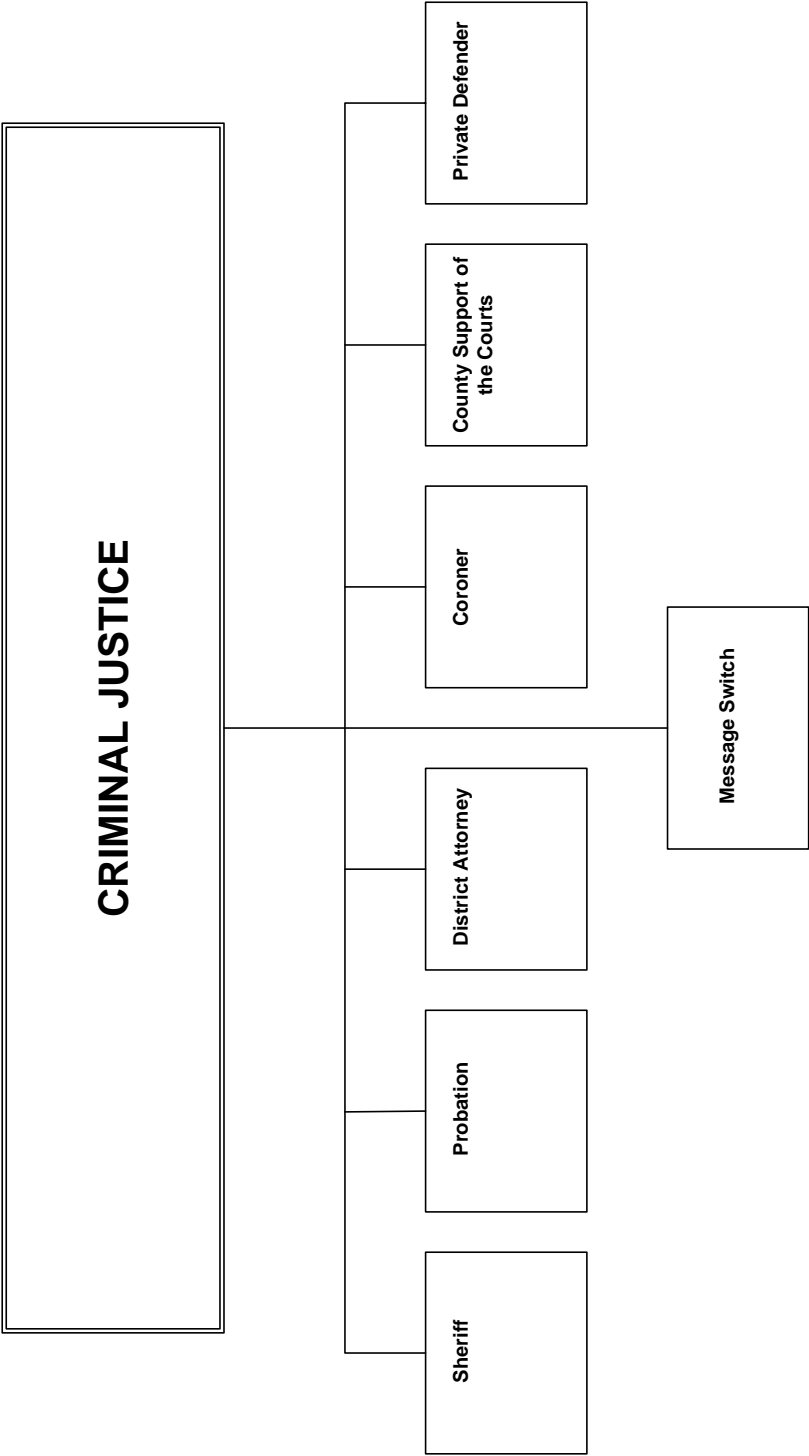 CRIMINAL JUSTICE
Sheriff
Probation
District Attorney
Coroner
County Support of
the Courts
Private Defender
Message Switch